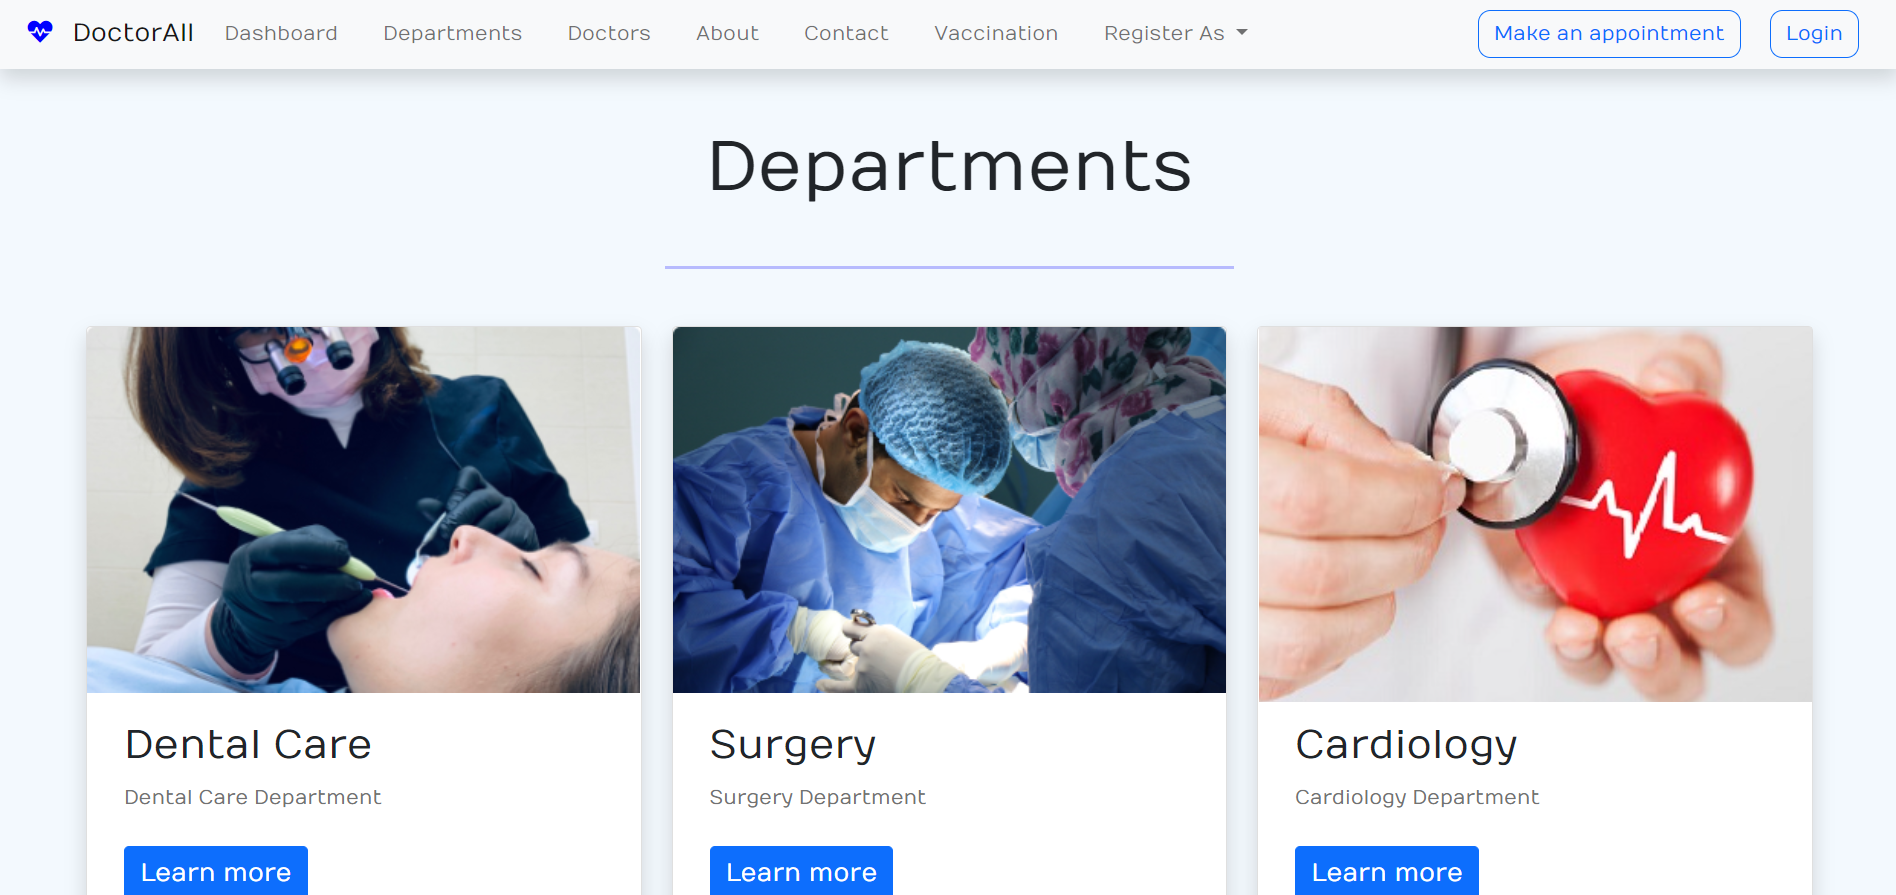 DoctorAll Dashboard Departments Doctors About Contact Vaccination Register As Make an appointment Login
Departments
Dental Care
Dental Care Department
Learn more
Surgery
Surgery Department
Learn more
Cardiology
Cardiology Department
Learn more